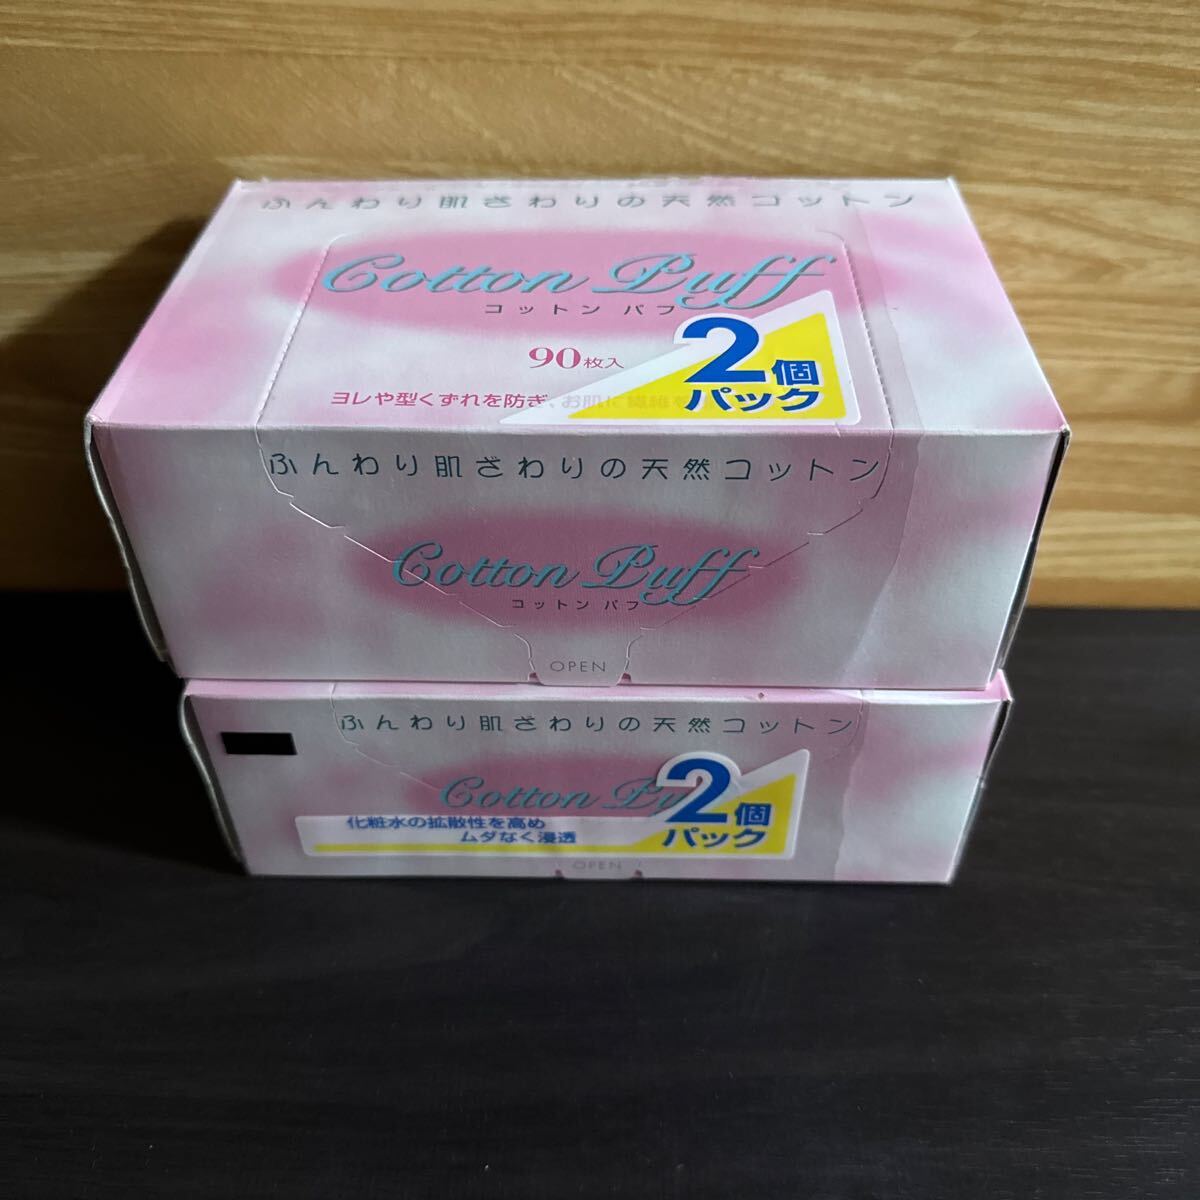 ふんわり肌ざわりの天然コットン
Cotton Puff
コットン パフ
90枚入
2個
パック
ヨレや型くずれを防ぎ、お肌に繊維
ふんわり肌ざわりの天然コットン
Cotton Puff
コットン パフ
OPEN
ふんわり肌ざわりの天然コットン
Cotton Pu
2個
パック
化粧水の拡散性を高め
ムダなく浸透
OPEN